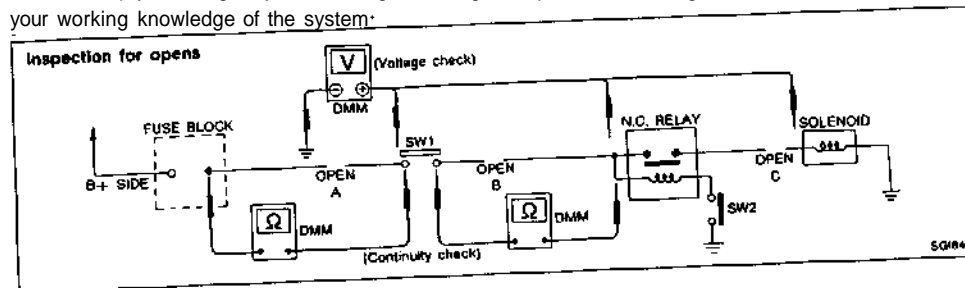 your working knowledge of the system.
Inspection for opens
V
(Voltage check)
DMM
FUSE BLOCK
SW1
N.C. RELAY
SOLENOID
B+ SIDE
OPEN
A
OPEN
B
OPEN
C
Ω
DMM
Ω
DMM
SW2
(Continuity check)